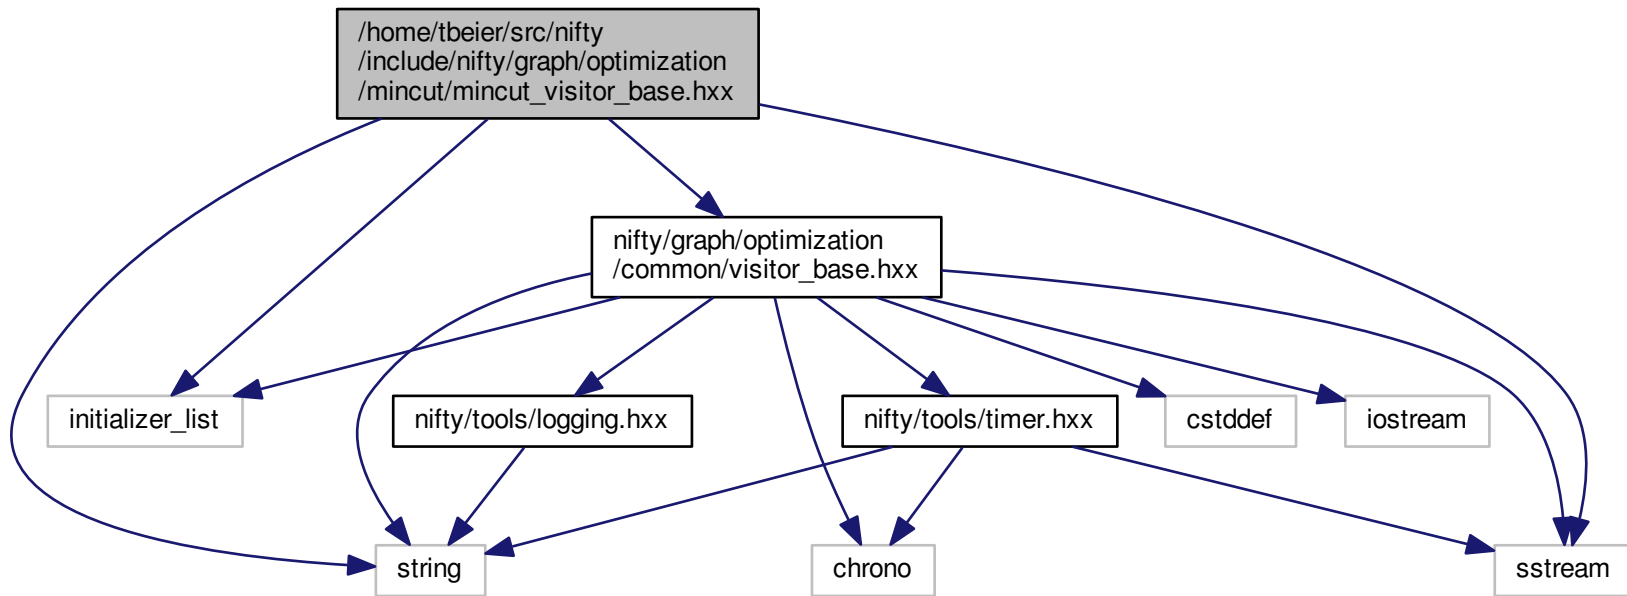 /home/tbeier/src/nifty
/include/nifty/graph/optimization
/mincut/mincut_visitor_base.hxx
nifty/graph/optimization
/common/visitor_base.hxx
initializer_list
nifty/tools/logging.hxx
nifty/tools/timer.hxx
cstddef
iostream
string
chrono
sstream